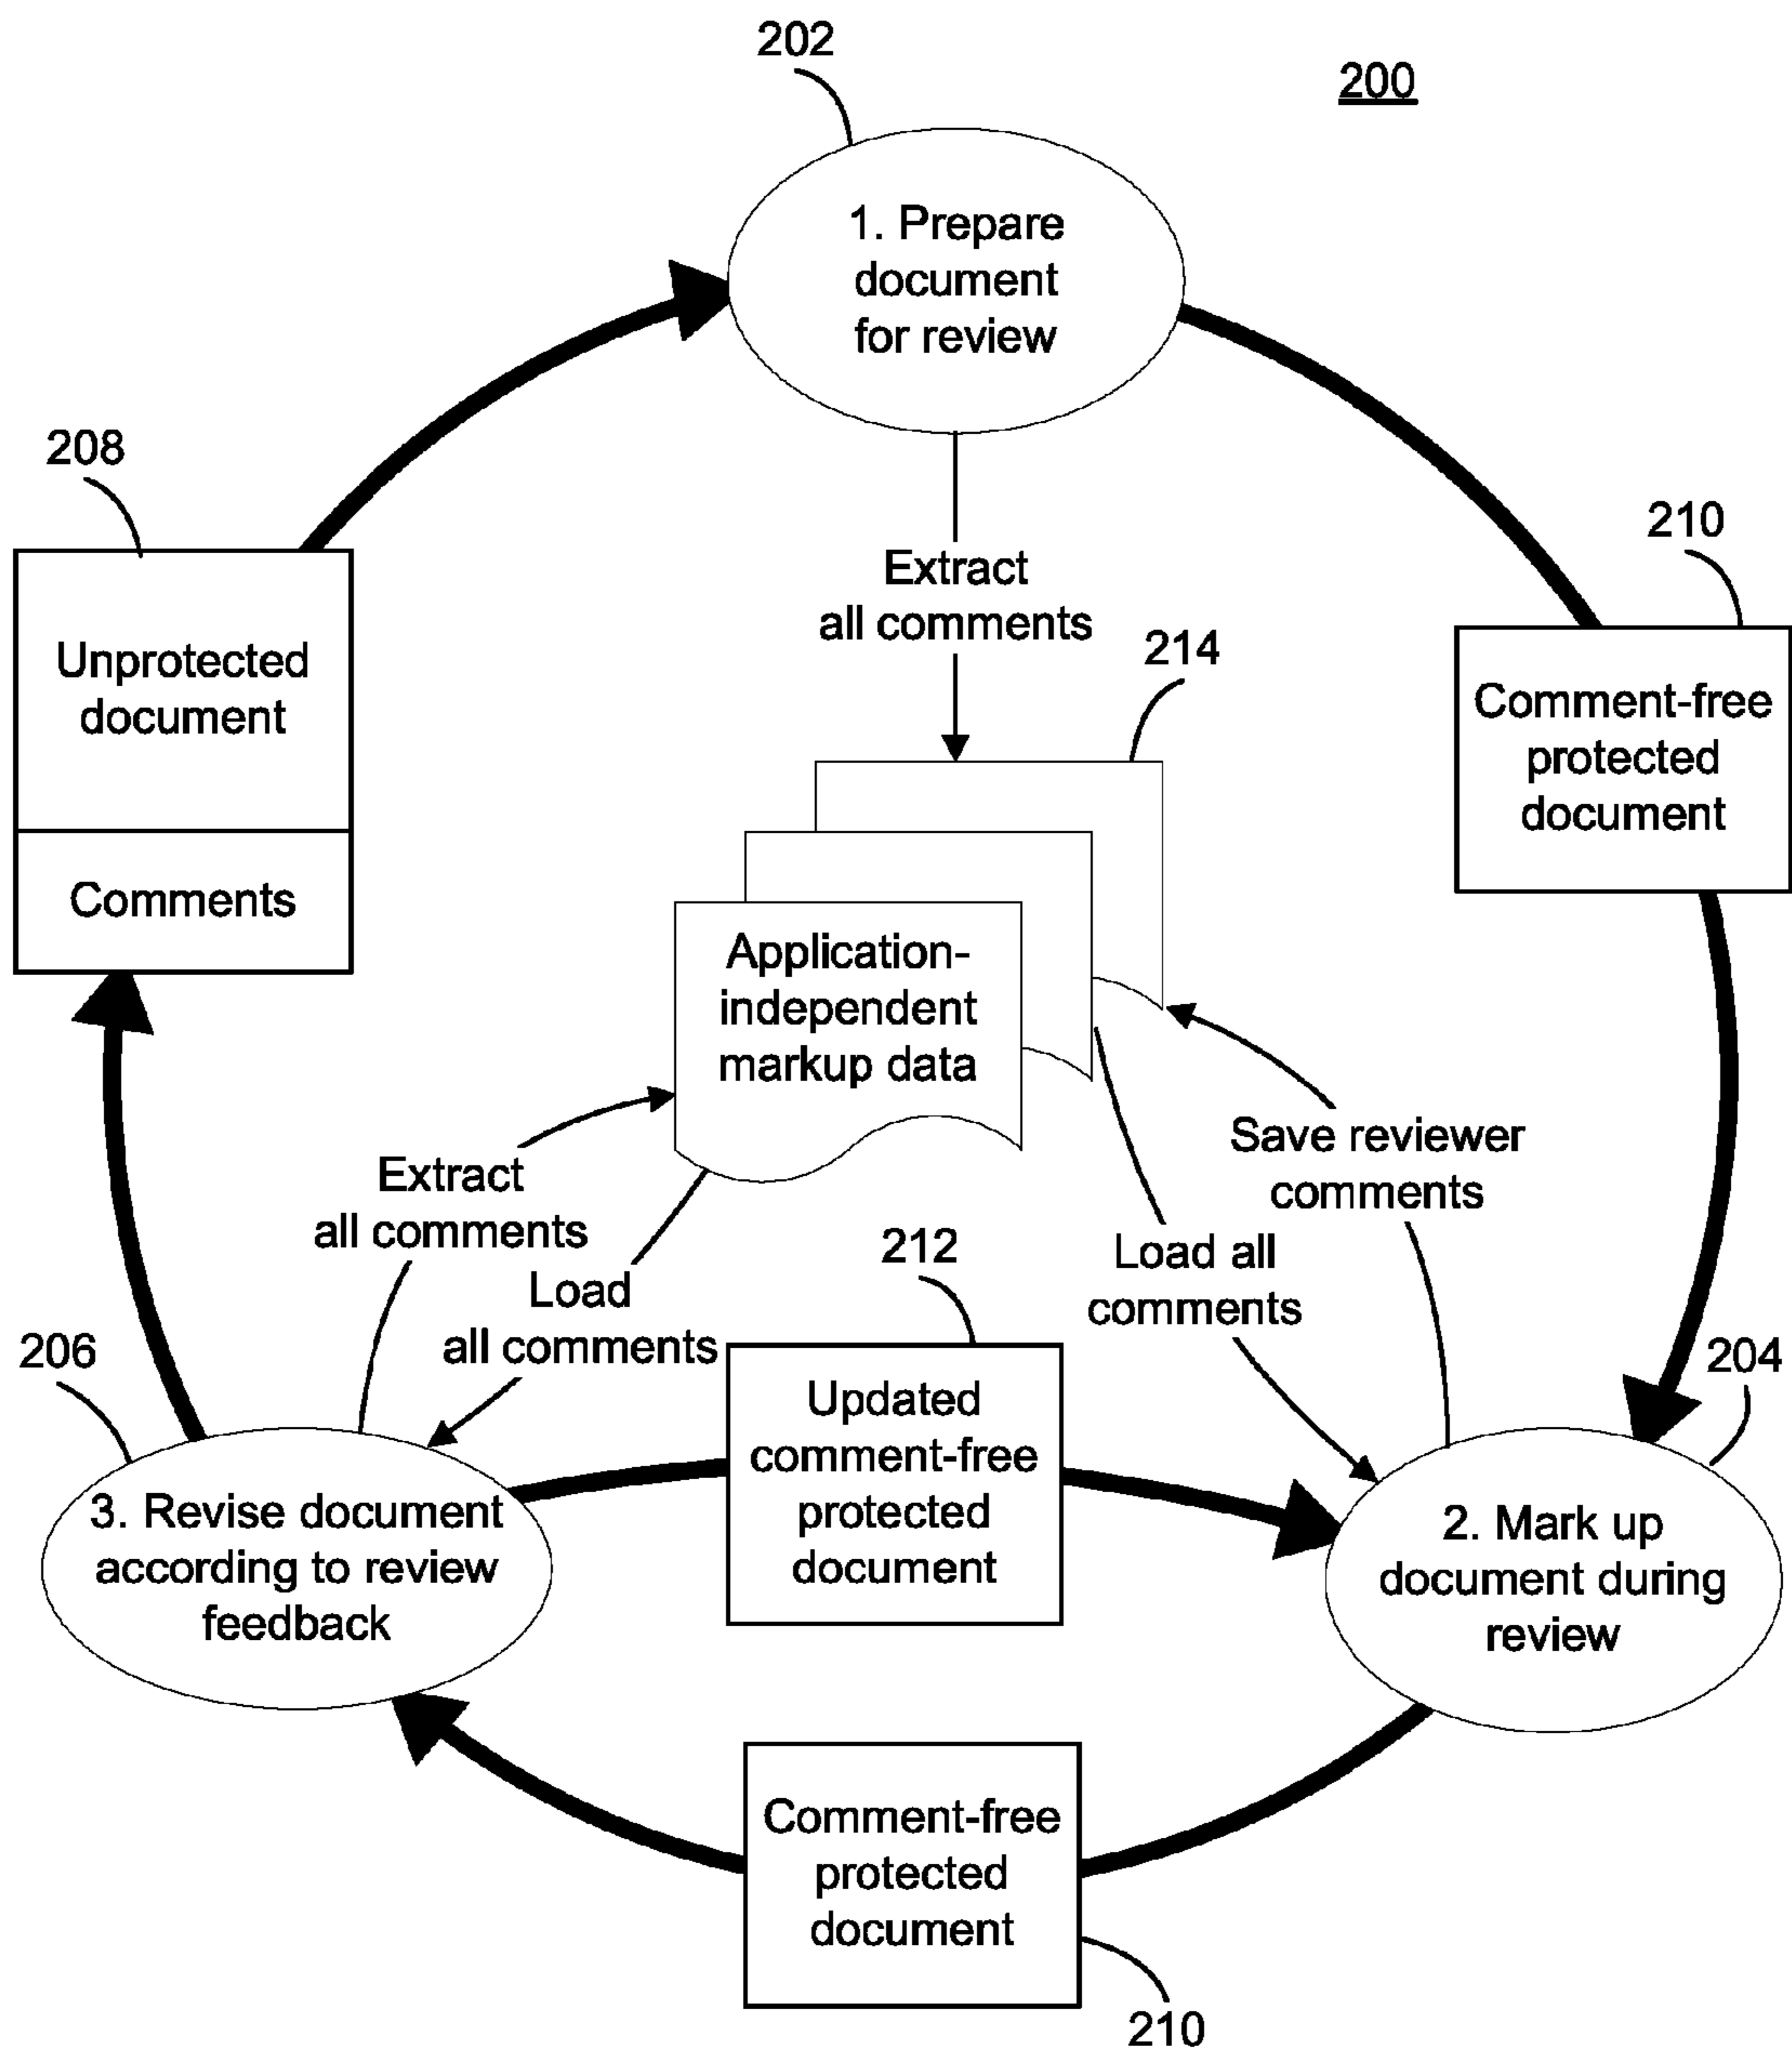 202
200
1. Prepare
document
for review
208
210
Extract
all comments
214
Unprotected
document
Comments
Comment-free
protected
document
Application-
independent
markup data
Save reviewer
comments
Extract
all comments
Load all
comments
212
Load
all comments
206
204
Updated
comment-free
protected
document
3. Revise document
according to review
feedback
2. Mark up
document during
review
Comment-free
protected
document
210